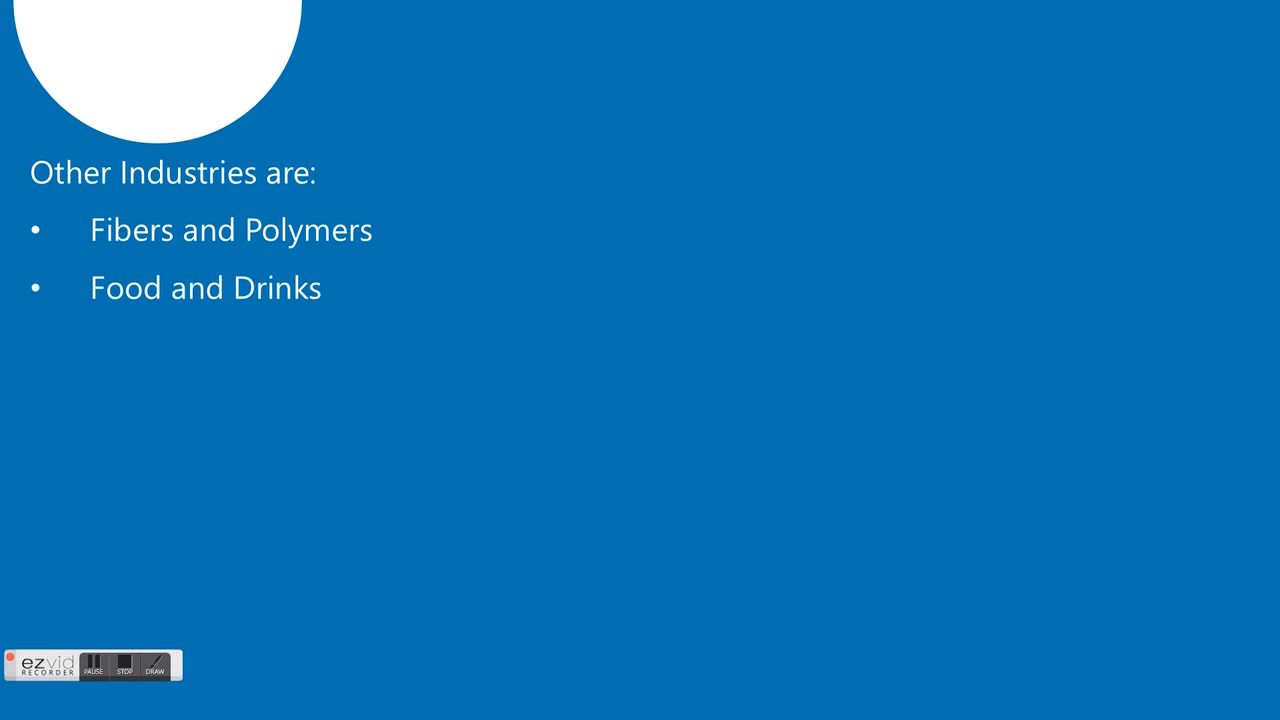 Other Industries are:
• Fibers and Polymers
• Food and Drinks
ezvid
RECORDER
PAUSE STOP DRAW